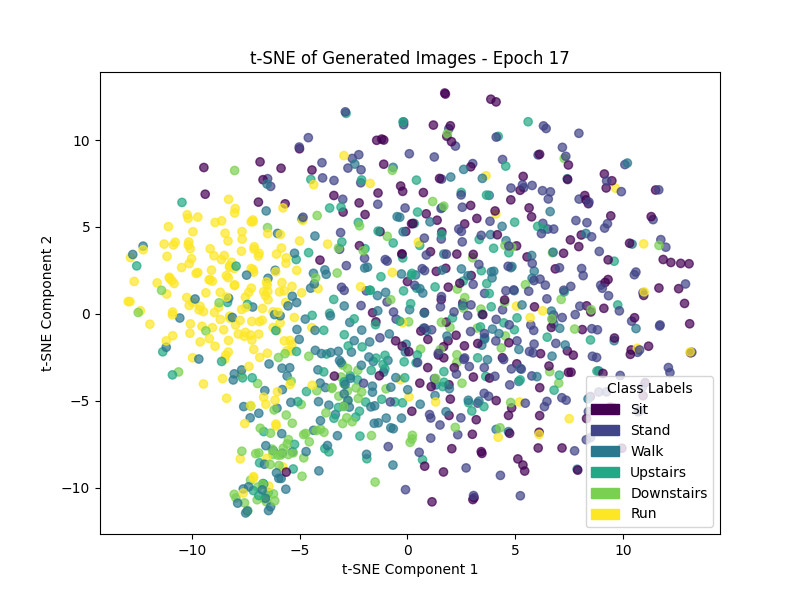 t-SNE of Generated Images - Epoch 17
t-SNE Component 2
10
5
0
−5
−10
−10
−5
0
5
10
t-SNE Component 1
Class Labels
Sit
Stand
Walk
Upstairs
Downstairs
Run